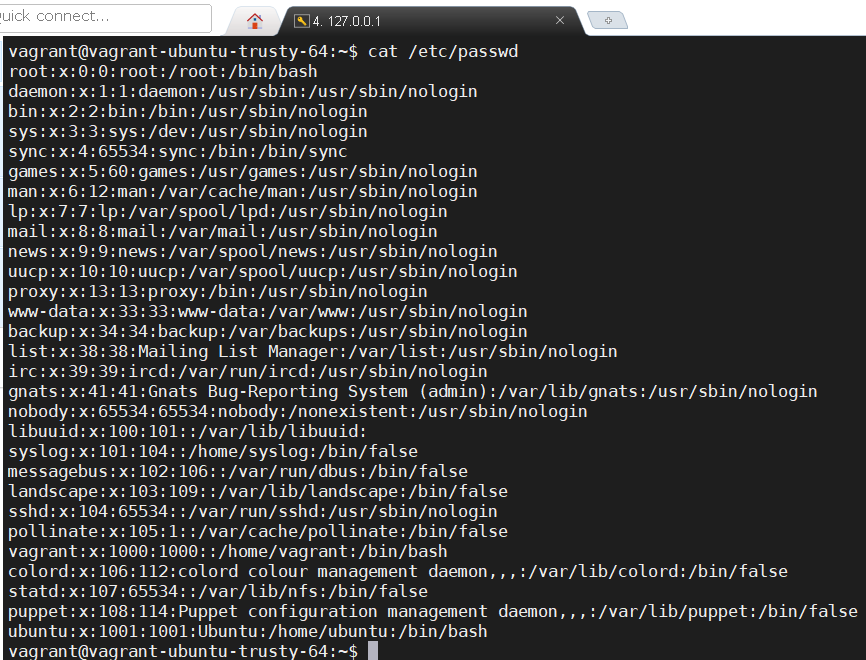 uick connect...
4. 127.0.0.1
vagrant@vagrant-ubuntu-trusty-64:~$ cat /etc/passwd
root:x:0:0:root:/root:/bin/bash
daemon:x:1:1:daemon:/usr/sbin:/usr/sbin/nologin
bin:x:2:2:bin:/bin:/usr/sbin/nologin
sys:x:3:3:sys:/dev:/usr/sbin/nologin
sync:x:4:65534:sync:/bin:/bin/sync
games:x:5:60:games:/usr/games:/usr/sbin/nologin
man:x:6:12:man:/var/cache/man:/usr/sbin/nologin
lp:x:7:7:lp:/var/spool/lpd:/usr/sbin/nologin
mail:x:8:8:mail:/var/mail:/usr/sbin/nologin
news:x:9:9:news:/var/spool/news:/usr/sbin/nologin
uucp:x:10:10:uucp:/var/spool/uucp:/usr/sbin/nologin
proxy:x:13:13:proxy:/bin:/usr/sbin/nologin
www-data:x:33:33:www-data:/var/www:/usr/sbin/nologin
backup:x:34:34:backup:/var/backups:/usr/sbin/nologin
list:x:38:38:Mailing List Manager:/var/list:/usr/sbin/nologin
irc:x:39:39:ircd:/var/run/ircd:/usr/sbin/nologin
gnats:x:41:41:Gnats Bug-Reporting System (admin):/var/lib/gnats:/usr/sbin/nologin
nobody:x:65534:65534:nobody:/nonexistent:/usr/sbin/nologin
libuuid:x:100:101::/var/lib/libuuid:
syslog:x:101:104::/home/syslog:/bin/false
messagebus:x:102:106::/var/run/dbus:/bin/false
landscape:x:103:109::/var/lib/landscape:/bin/false
sshd:x:104:65534::/var/run/sshd:/usr/sbin/nologin
pollinate:x:105:1::/var/cache/pollinate:/bin/false
vagrant:x:1000:1000::/home/vagrant:/bin/bash
colord:x:106:112:colord colour management daemon,,,:/var/lib/colord:/bin/false
statd:x:107:65534::/var/lib/nfs:/bin/false
puppet:x:108:114:Puppet configuration management daemon,,,:/var/lib/puppet:/bin/false
ubuntu:x:1001:1001:Ubuntu:/home/ubuntu:/bin/bash
vagrant@vagrant-ubuntu-trusty-64:~$